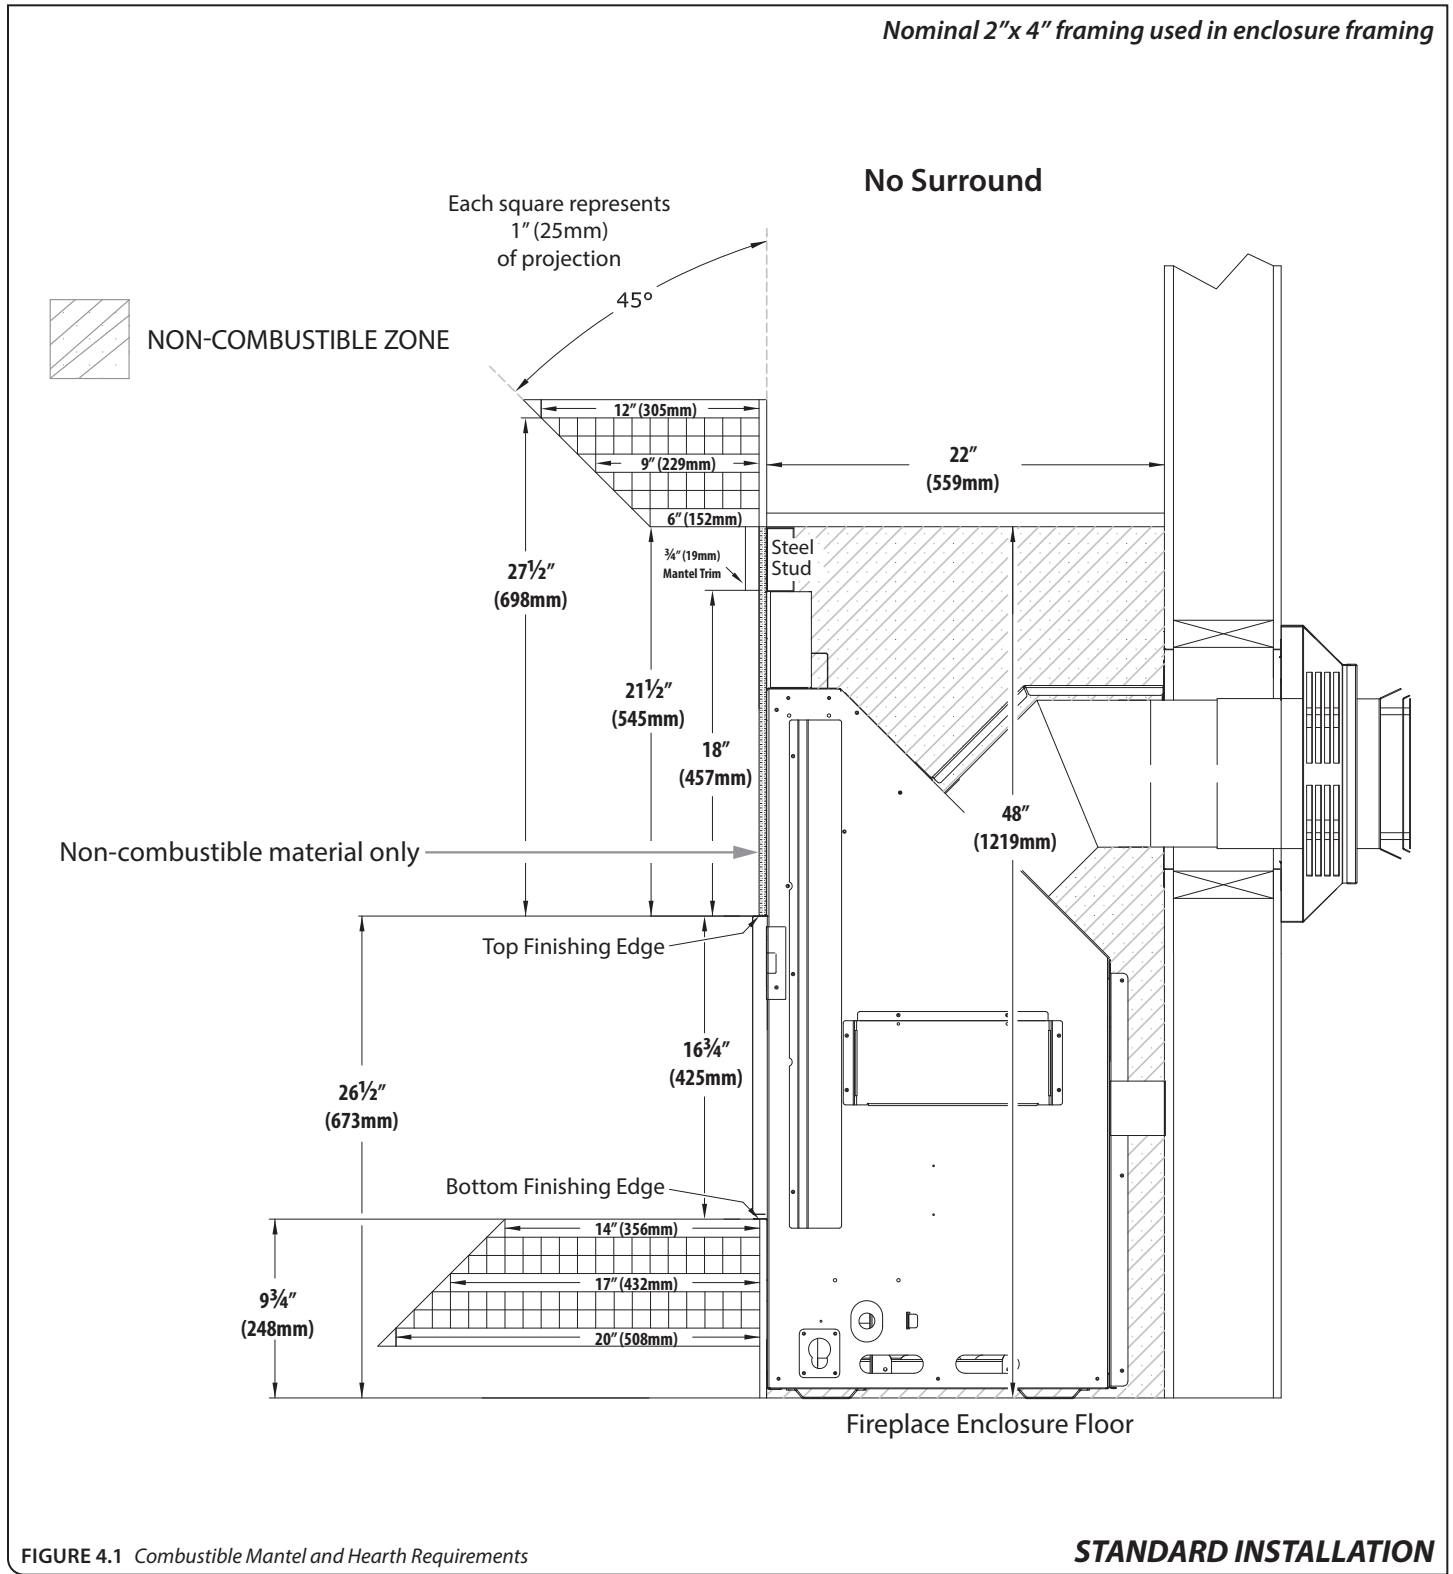 Nominal 2″x 4″ framing used in enclosure framing
No Surround
Each square represents
1″ (25mm)
of projection
45º
NON-COMBUSTIBLE ZONE
12″ (305mm)
9″ (229mm)
22″
(559mm)
6″ (152mm)
¾″ (19mm)
Mantel Trim
Steel
Stud
27½″
(698mm)
21½″
(545mm)
18″
(457mm)
48″
(1219mm)
Non-combustible material only
Top Finishing Edge
16¾″
(425mm)
26½″
(673mm)
Bottom Finishing Edge
14″ (356mm)
17″ (432mm)
9¾″
(248mm)
20″ (508mm)
Fireplace Enclosure Floor
FIGURE 4.1 Combustible Mantel and Hearth Requirements
STANDARD INSTALLATION